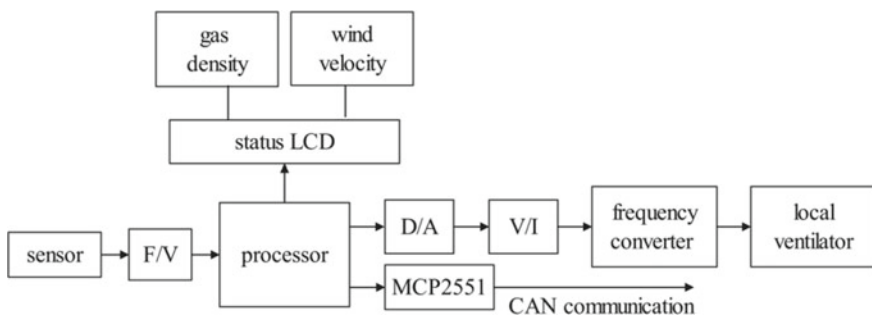 gas
density
wind
velocity
status LCD
sensor
F/V
processor
D/A
V/I
frequency
converter
local
ventilator
MCP2551
CAN communication